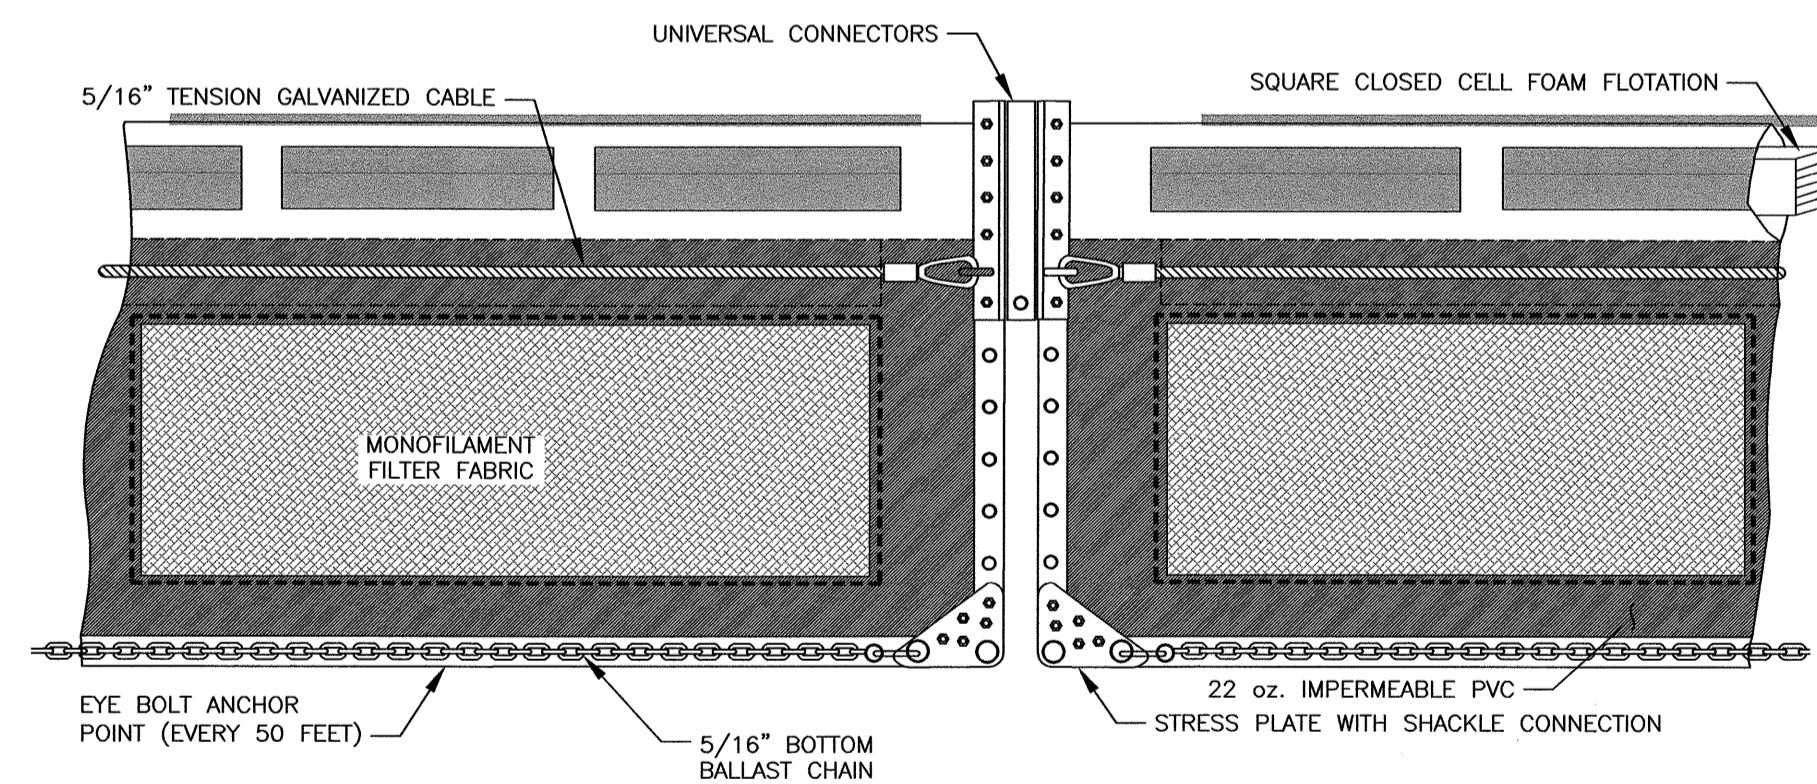 UNIVERSAL CONNECTORS
5/16" TENSION GALVANIZED CABLE
SQUARE CLOSED CELL FOAM FLOTATION
MONOFILAMENT
FILTER FABRIC
EYE BOLT ANCHOR
POINT (EVERY 50 FEET)
5/16" BOTTOM
BALLAST CHAIN
22 oz. IMPERMEABLE PVC
STRESS PLATE WITH SHACKLE CONNECTION